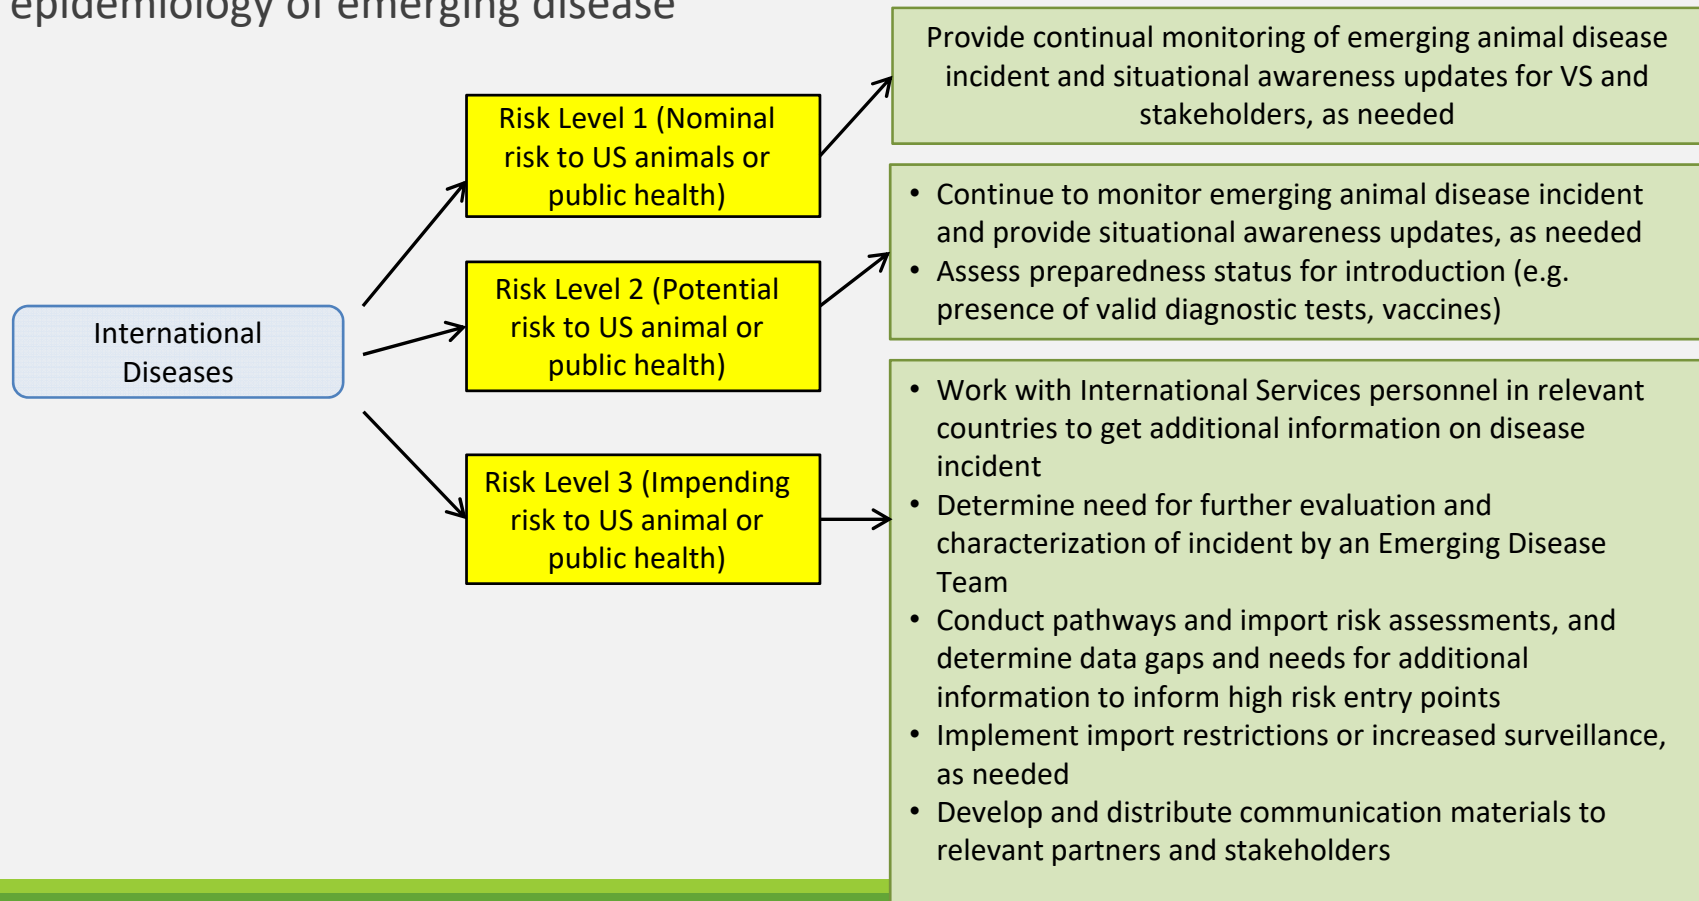 epidemiology of emerging disease
International
Diseases
Risk Level 1 (Nominal
risk to US animals or
public health)
Risk Level 2 (Potential
risk to US animal or
public health)
Risk Level 3 (Impending
risk to US animal or
public health)
Provide continual monitoring of emerging animal disease
incident and situational awareness updates for VS and
stakeholders, as needed
• Continue to monitor emerging animal disease incident
and provide situational awareness updates, as needed
• Assess preparedness status for introduction (e.g.
presence of valid diagnostic tests, vaccines)
• Work with International Services personnel in relevant
countries to get additional information on disease
incident
• Determine need for further evaluation and
characterization of incident by an Emerging Disease
Team
• Conduct pathways and import risk assessments, and
determine data gaps and needs for additional
information to inform high risk entry points
• Implement import restrictions or increased surveillance,
as needed
• Develop and distribute communication materials to
relevant partners and stakeholders